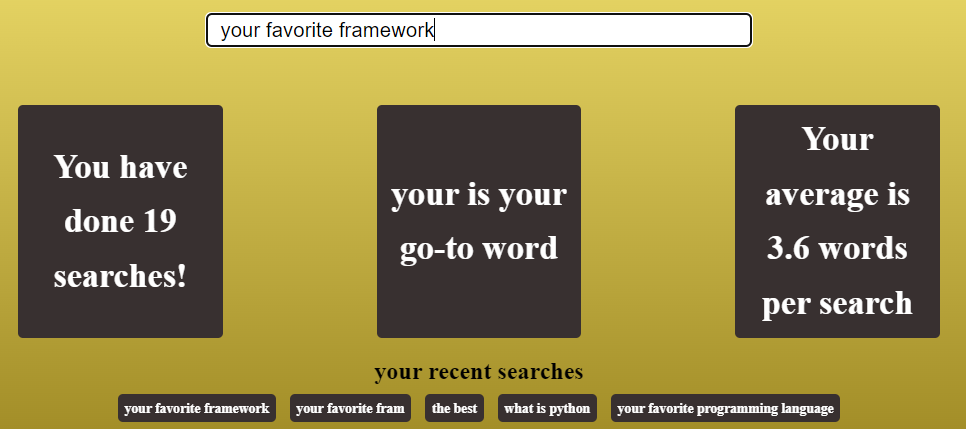 your favorite framework
You have
done 19
searches!
your is your
go-to word
Your
average is
3.6 words
per search
your recent searches
your favorite framework
your favorite fram
the best
what is python
your favorite programming language